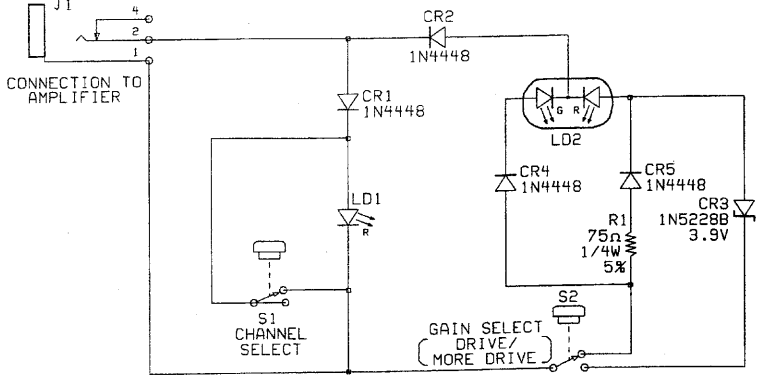 J1
4
2
1
CONNECTION TO
AMPLIFIER
CR2
1N4448
CR1
1N4448
G R
LD2
CR4
1N4448
CR5
1N4448
CR3
1N5228B
3.9V
LD1
R
R1
75Ω
1/4W
5%
S1
CHANNEL
SELECT
S2
GAIN SELECT
DRIVE/
MORE DRIVE